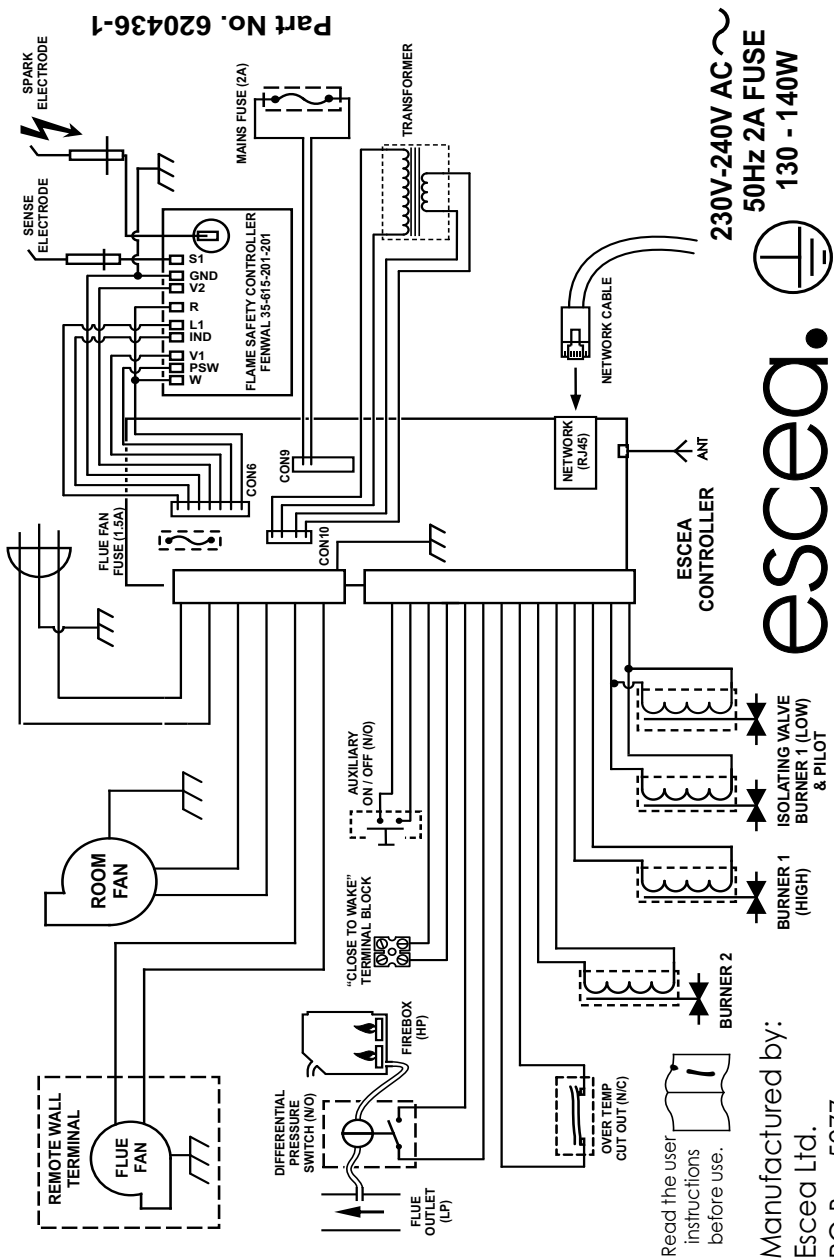 Part No. 620436-1
SPARK
ELECTRODE
SENSE
ELECTRODE
MAINS FUSE (2A)
TRANSFORMER
S1
GND
V2
R
L1
IND
V1
PSW
W
FLAME SAFETY CONTROLLER
FENWAL 35-615-201-201
FLUE FAN
FUSE (1.5A)
CON6
CON9
CON10
NETWORK CABLE
NETWORK
(RJ45)
ANT
ESCEA
CONTROLLER
230V-240V AC
50Hz 2A FUSE
130 - 140W
escea.
ROOM
FAN
REMOTE WALL
TERMINAL
FLUE
FAN
AUXILIARY
ON / OFF (N/O)
“CLOSE TO WAKE”
TERMINAL BLOCK
DIFFERENTIAL
PRESSURE
SWITCH (N/O)
FIREBOX
(HP)
FLUE
OUTLET
(LP)
OVER TEMP
CUT OUT (N/C)
BURNER 2
BURNER 1
(HIGH)
ISOLATING VALVE
BURNER 1 (LOW)
& PILOT
Read the user
instructions
before use.
i
Manufactured by:
Escea Ltd.